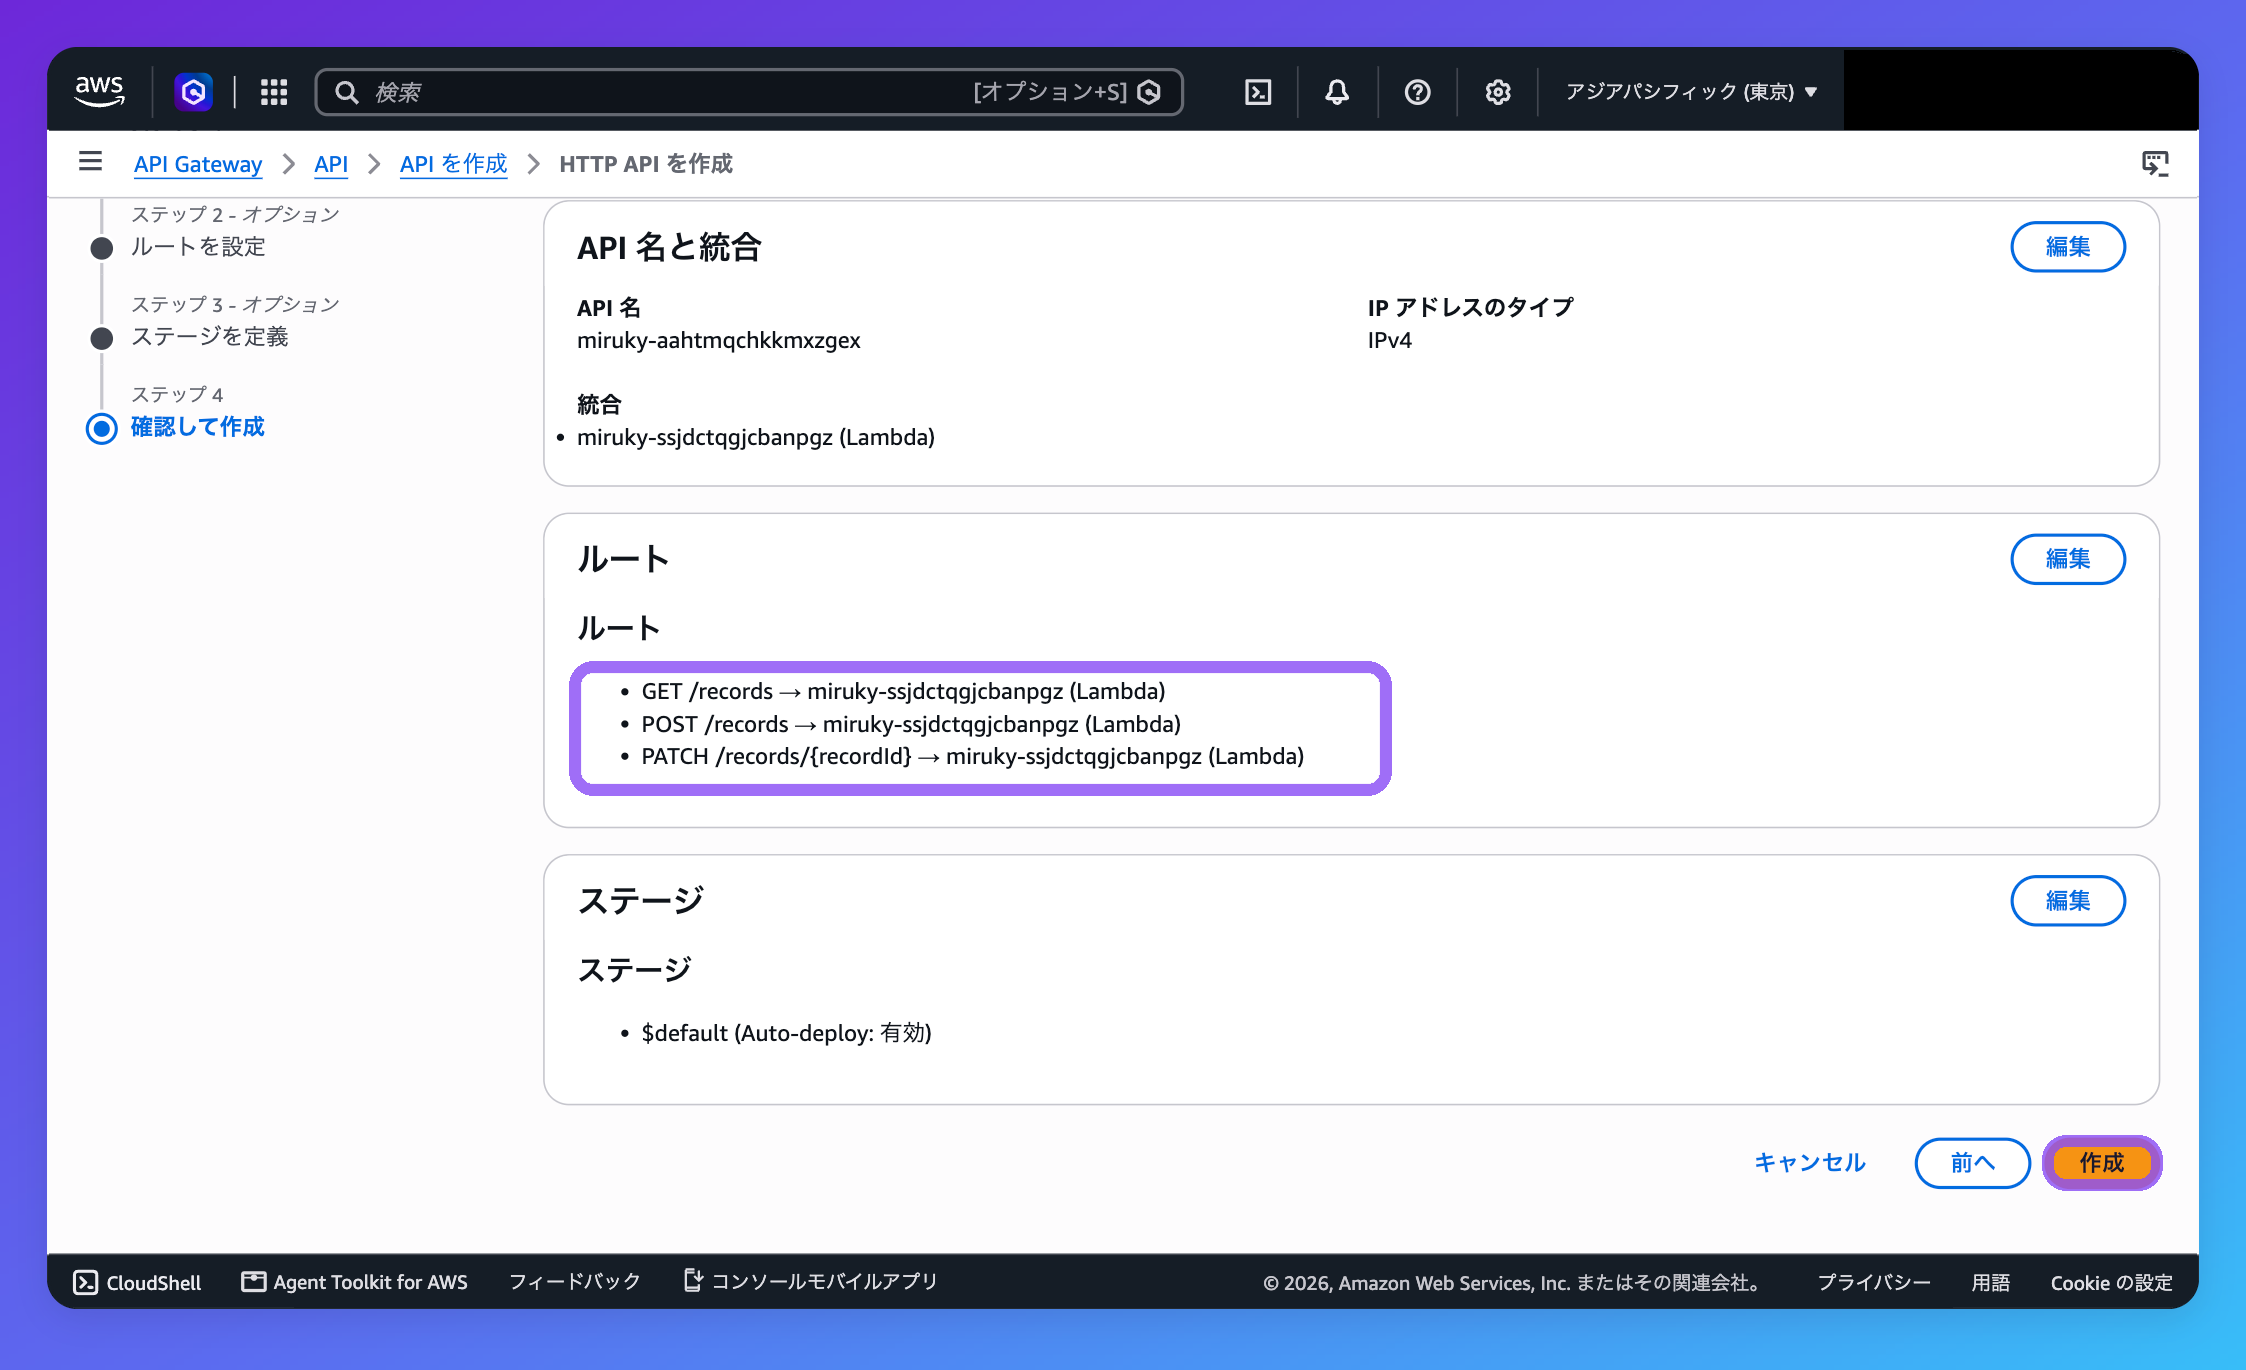 aws
検索
[オプション+S]
アジアパシフィック (東京) ▼
API Gateway > API > API を作成 > HTTP API を作成
ステップ 2 - オプション
ルートを設定
ステップ 3 - オプション
ステージを定義
ステップ 4
確認して作成
API 名と統合
編集
API 名
miruky-aahtmqchkkmxzgex
IP アドレスのタイプ
IPv4
統合
• miruky-ssjdctqgjcbanpgz (Lambda)
ルート
編集
ルート
• GET /records → miruky-ssjdctqgjcbanpgz (Lambda)
• POST /records → miruky-ssjdctqgjcbanpgz (Lambda)
• PATCH /records/{recordId} → miruky-ssjdctqgjcbanpgz (Lambda)
ステージ
編集
ステージ
• $default (Auto-deploy: 有効)
キャンセル
前へ
作成
CloudShell
Agent Toolkit for AWS
フィードバック
コンソールモバイルアプリ
© 2026, Amazon Web Services, Inc. またはその関連会社。
プライバシー
用語
Cookie の設定